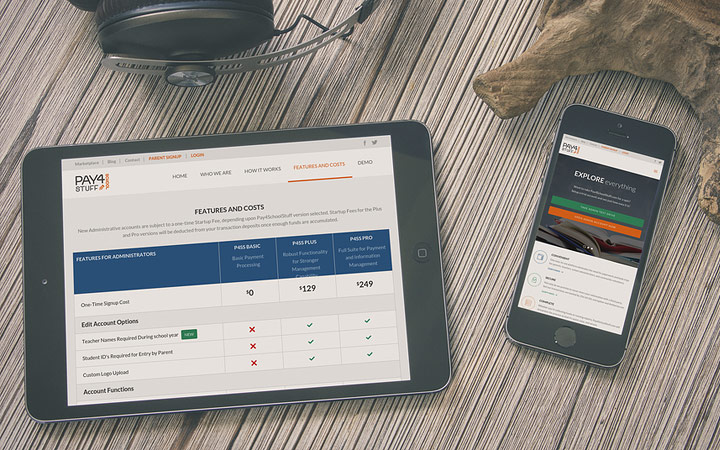 Marketplace | Blog | Contact | PARENT SIGNUP | LOGIN
PAY4
SCHOOL
STUFF
HOME WHO WE ARE HOW IT WORKS FEATURES AND COSTS DEMO
FEATURES AND COSTS
New Administrative accounts are subject to a one-time Startup Fee, depending upon Pay4SchoolStuff version selected. Startup Fees for the Plus
and Pro versions will be deducted from your transaction deposits once enough funds are accumulated.
FEATURES FOR ADMINISTRATORS P4SS BASIC P4SS PLUS P4SS PRO
Basic Payment Robust Functionality Full Suite for Payment
Processing for Stronger and Information
Management Management
One-Time Signup Cost $0 $129 $249
Edit Account Options
Teacher Names Required During school year NEW
Student ID's Required for Entry by Parent
Custom Logo Upload
Account Functions
PAY4
STUFF
EXPLORE everything
CONVENIENT
SECURE
COMPLETE